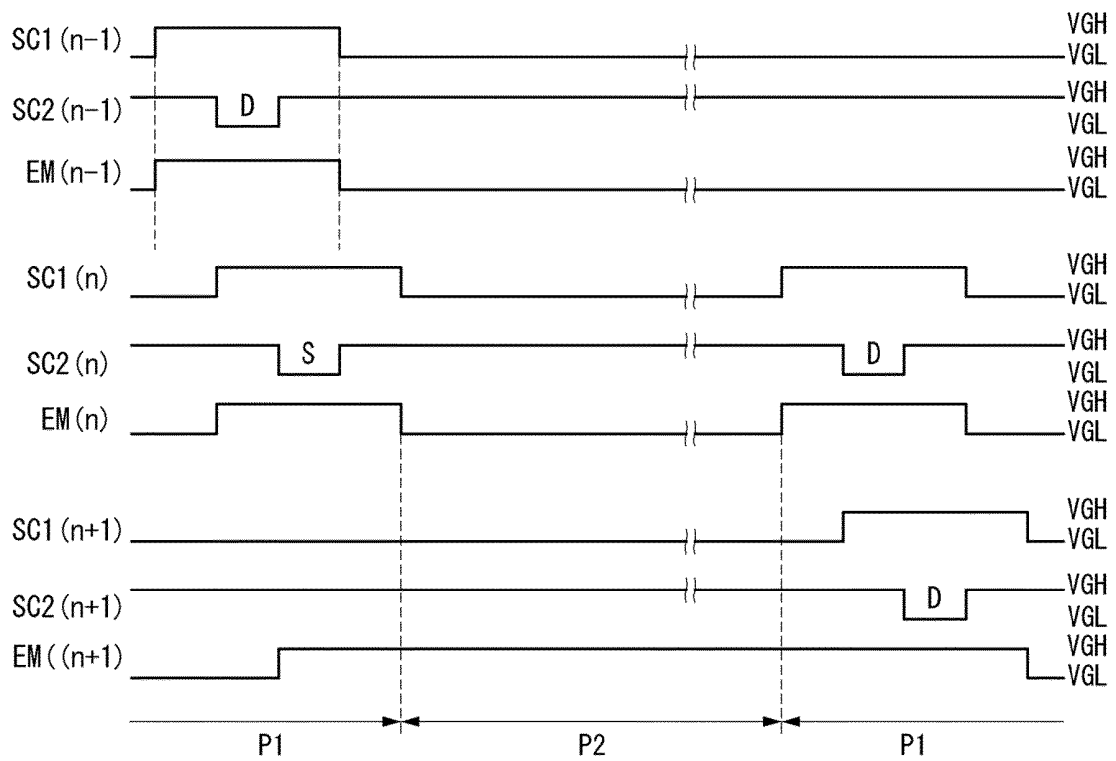 SC1(n-1) VGH
VGL
SC2(n-1) D VGH
VGL
EM(n-1) VGH
VGL
SC1(n) VGH
VGL
SC2(n) S D VGH
VGL
EM(n) VGH
VGL
SC1(n+1) VGH
VGL
SC2(n+1) D VGH
VGL
EM((n+1) VGH
VGL
P1 P2 P1